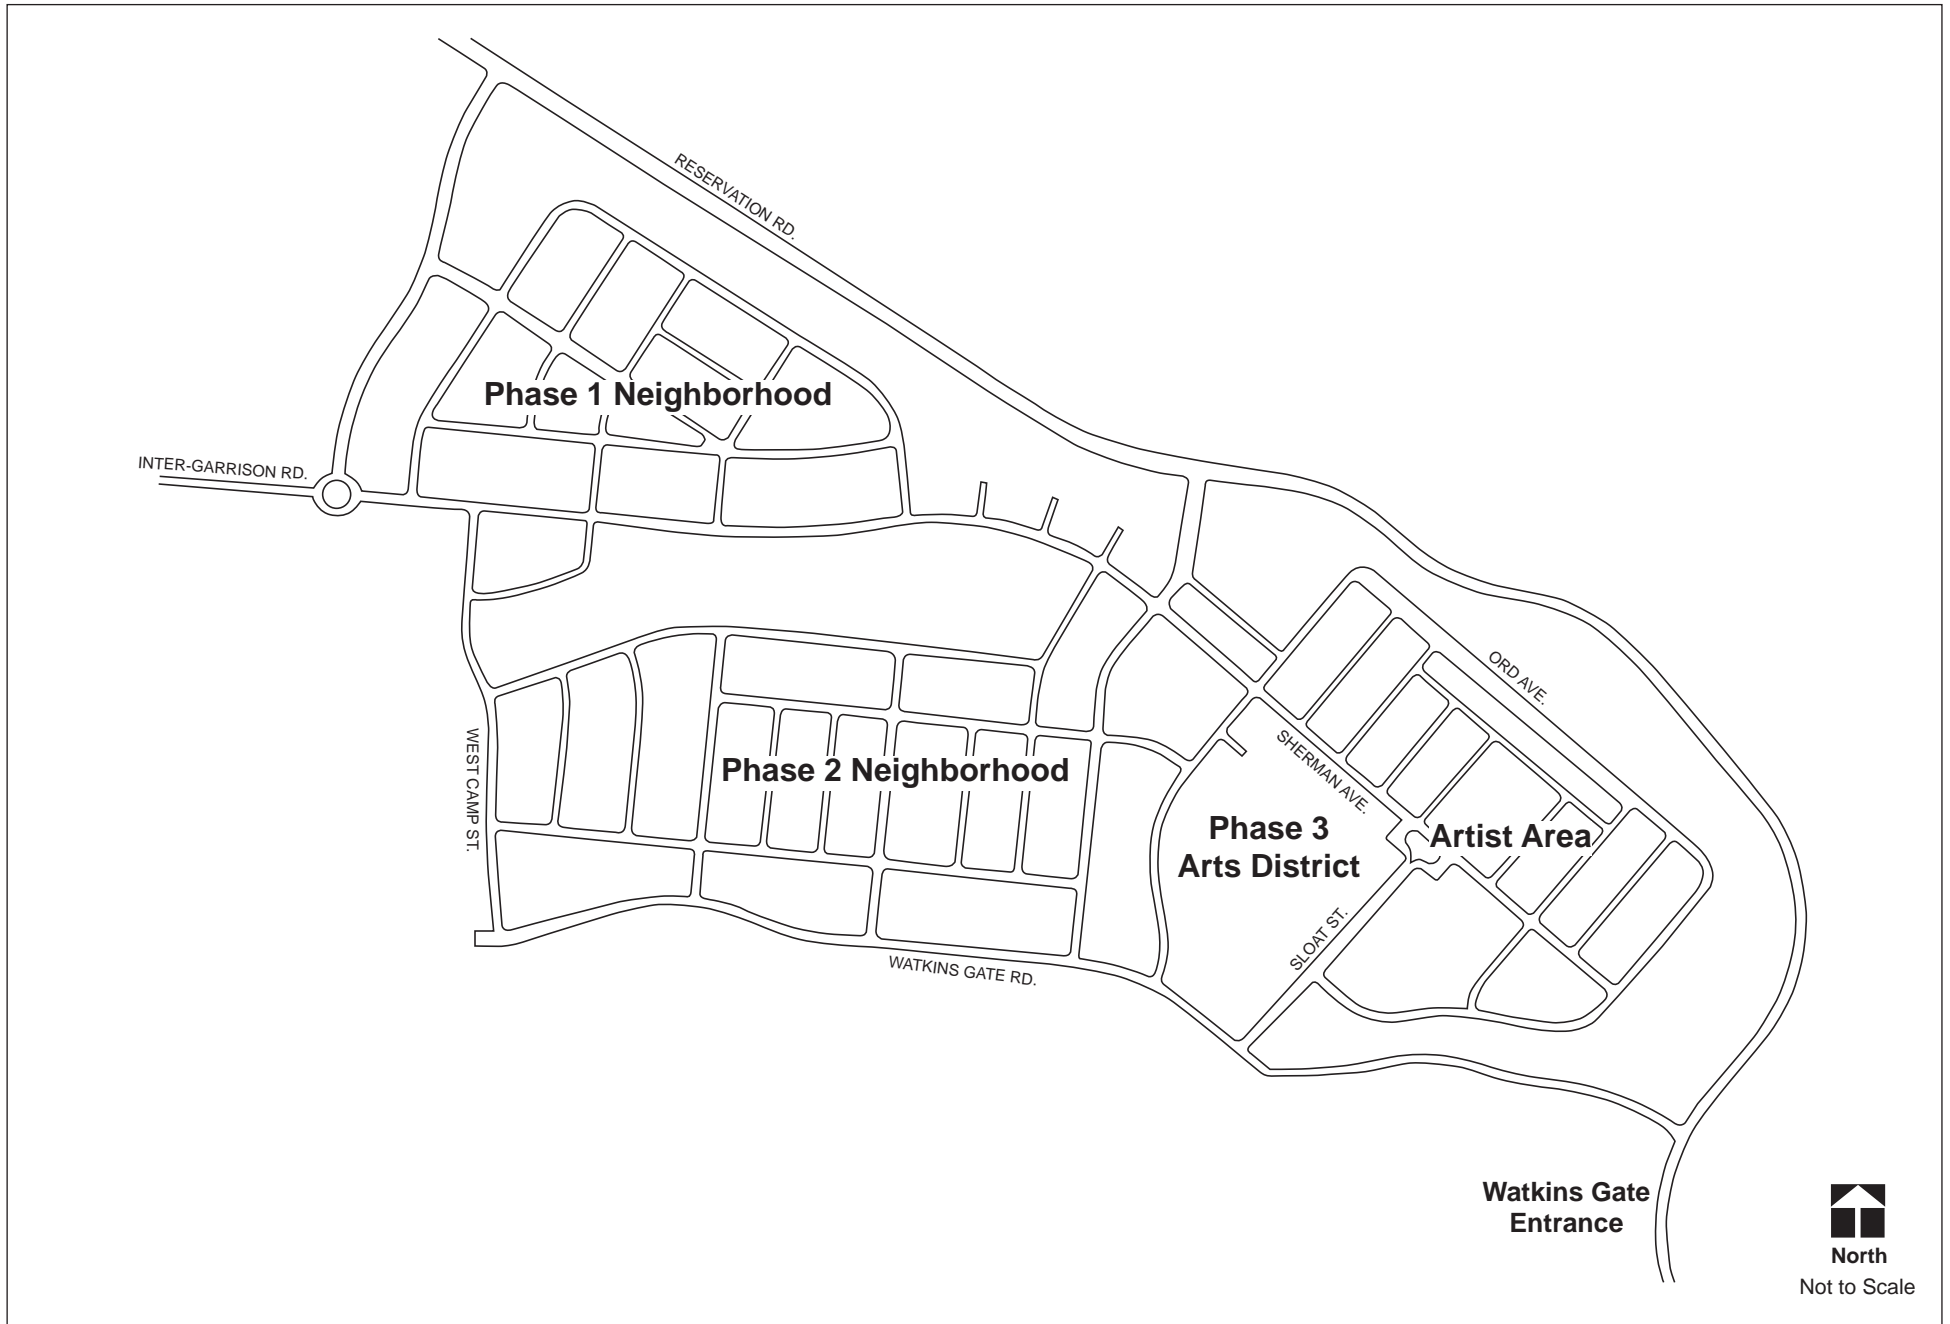 RESERVATION RD.
Phase 1 Neighborhood
INTER-GARRISON RD.
ORD AVE.
WEST CAMP ST.
SHERMAN AVE.
Phase 2 Neighborhood
Phase 3
Arts District
Artist Area
SLOAT ST.
WATKINS GATE RD.
Watkins Gate
Entrance
North
Not to Scale